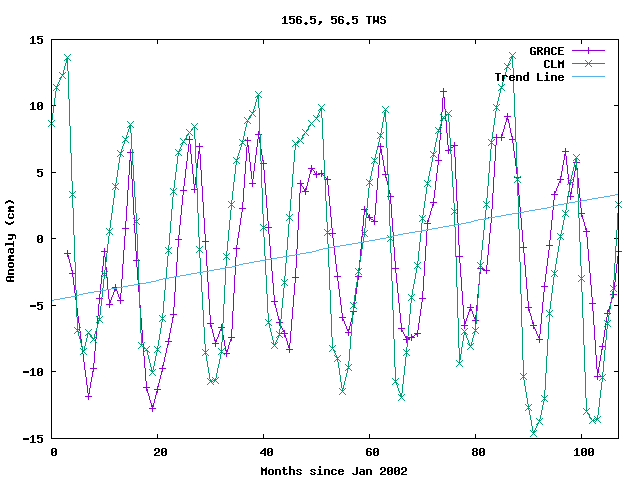 156.5, 56.5 TWS
GRACE
CLM
Trend Line
Anomaly (cm)
15
10
5
0
-5
-10
-15
0 20 40 60 80 100
Months since Jan 2002